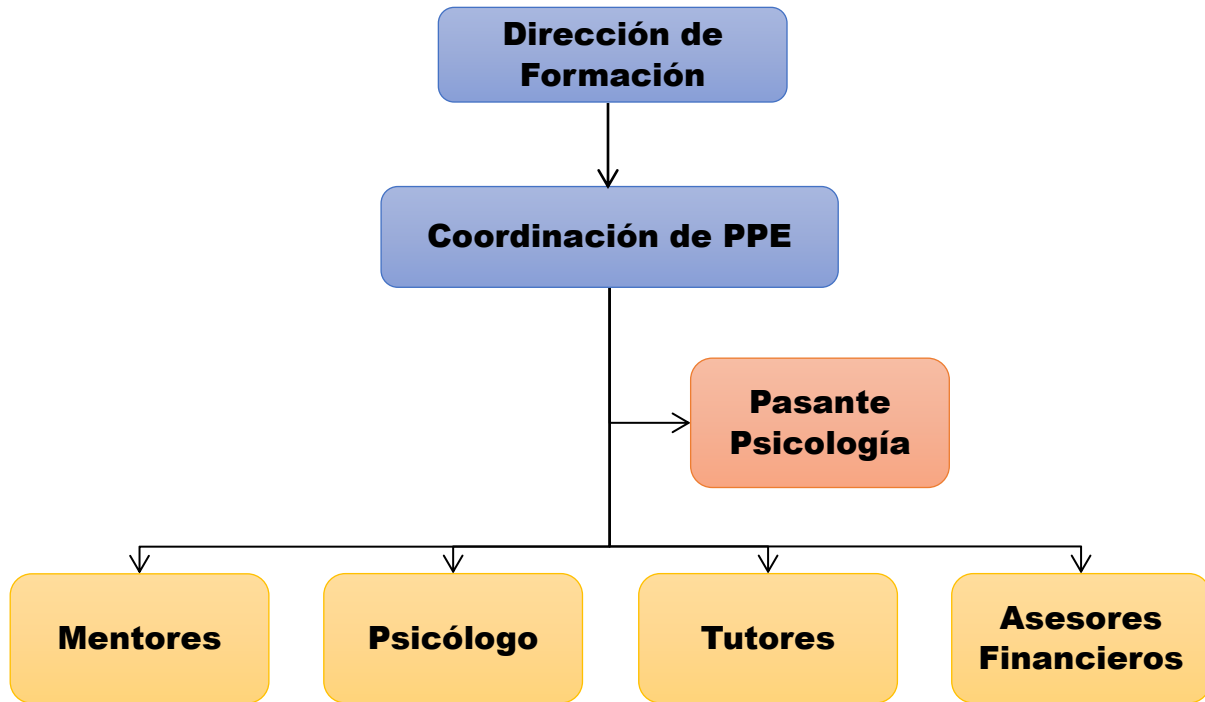 Dirección de
Formación
Coordinación de PPE
Pasante
Psicología
Mentores
Psicólogo
Tutores
Asesores
Financieros